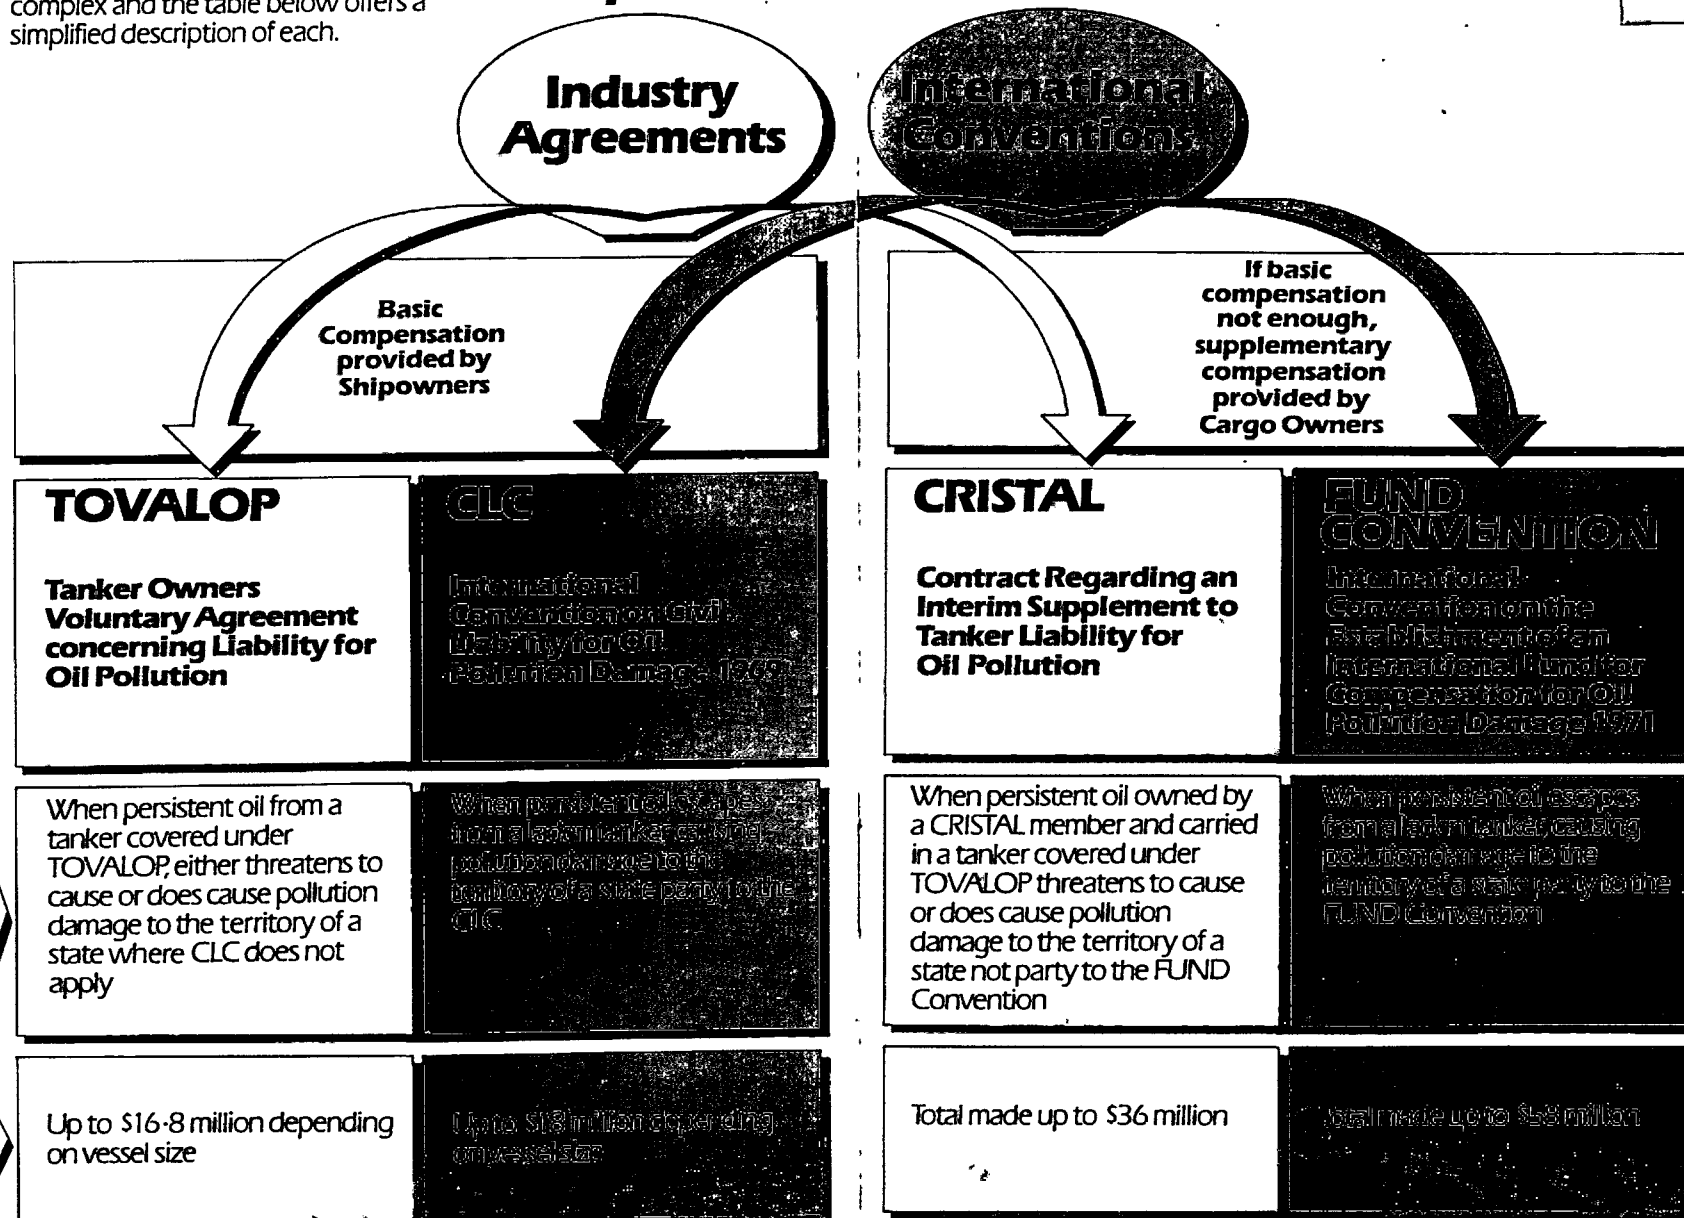 complex and the table below offers a
simplified description of each.
Industry
Agreements
International
Conventions
Basic
Compensation
provided by
Shipowners
If basic
compensation
not enough,
supplementary
compensation
provided by
Cargo Owners
TOVALOP
Tanker Owners
Voluntary Agreement
concerning Liability for
Oil Pollution
CLC
International
Convention on Civil
Liability for Oil
Pollution Damage 1969
CRISTAL
Contract Regarding an
Interim Supplement to
Tanker Liability for
Oil Pollution
FUND
CONVENTION
International
Convention on the
Establishment of an
International Fund for
Compensation for Oil
Pollution Damage 1971
When persistent oil from a
tanker covered under
TOVALOP, either threatens to
cause or does cause pollution
damage to the territory of a
state where CLC does not
apply
When persistent oil escapes
from a laden tanker, causing
pollution damage to the
territory of a state party to the
CLC
When persistent oil owned by
a CRISTAL member and carried
in a tanker covered under
TOVALOP threatens to cause
or does cause pollution
damage to the territory of a
state not party to the FUND
Convention
When persistent oil escapes
from a laden tanker, causing
pollution damage to the
territory of a state party to the
FUND Convention
Up to $16·8 million depending
on vessel size
Up to $18 million depending
on vessel size
Total made up to $36 million
Total made up to million